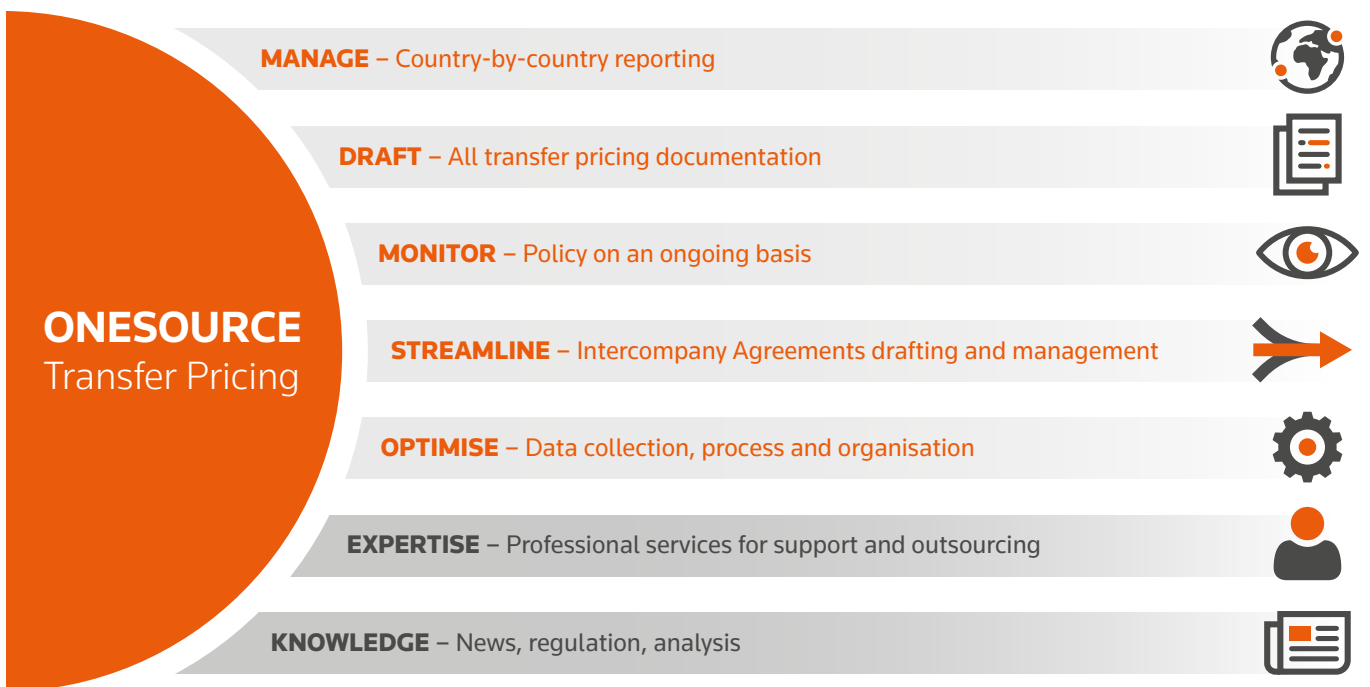 MANAGE – Country-by-country reporting
DRAFT – All transfer pricing documentation
MONITOR – Policy on an ongoing basis
ONESOURCE
Transfer Pricing
STREAMLINE – Intercompany Agreements drafting and management
OPTIMISE – Data collection, process and organisation
EXPERTISE – Professional services for support and outsourcing
KNOWLEDGE – News, regulation, analysis